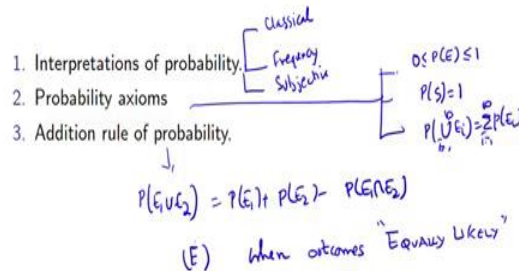 Classical
1. Interpretations of probability.
Frequency
Subjective
0 ≤ P(E) ≤ 1
2. Probability axioms
P(S)=1
3. Addition rule of probability.
P(∪Ei)=ΣP(Ei)
P(E₁∪E₂) = P(E₁)+ P(E₂)- P(E₁∩E₂)
(E) when outcomes "EQUALLY LIKELY"